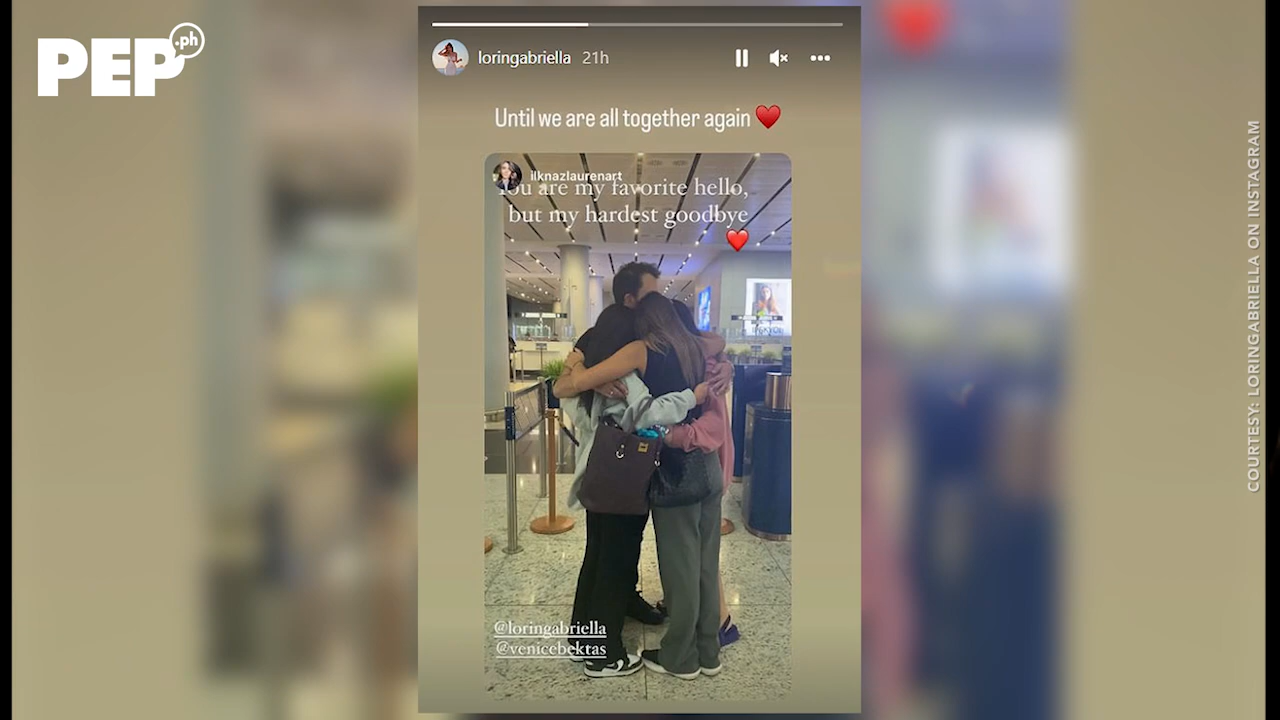 PEP
.ph
loringabriella 21h
Until we are all together again
ilknazlaurenart
You are my favorite hello,
but my hardest goodbye
@loringabriella
@venicebektas
COURTESY: LORINGABRIELLA ON INSTAGRAM